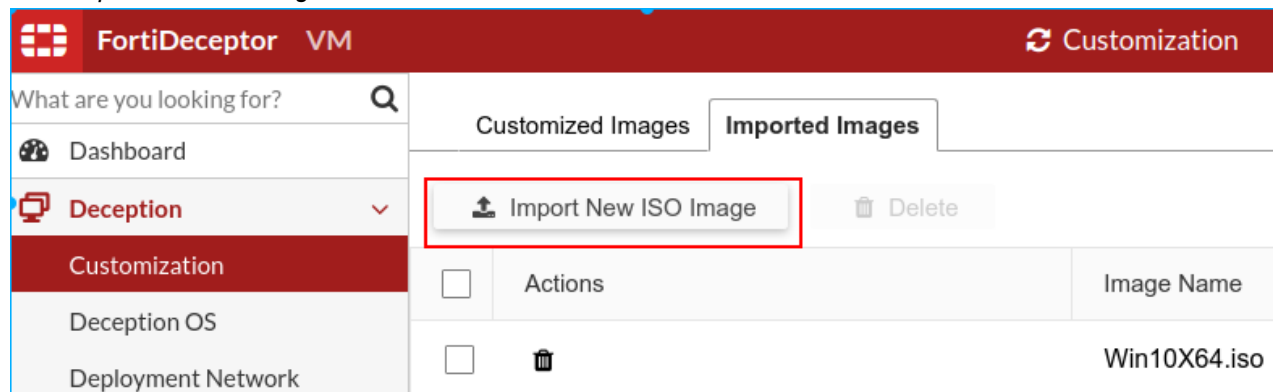 FortiDeceptor VM
Customization
What are you looking for?
Dashboard
Deception
Customization
Deception OS
Deployment Network
Customized Images
Imported Images
Import New ISO Image
Delete
Actions
Image Name
Win10X64.iso